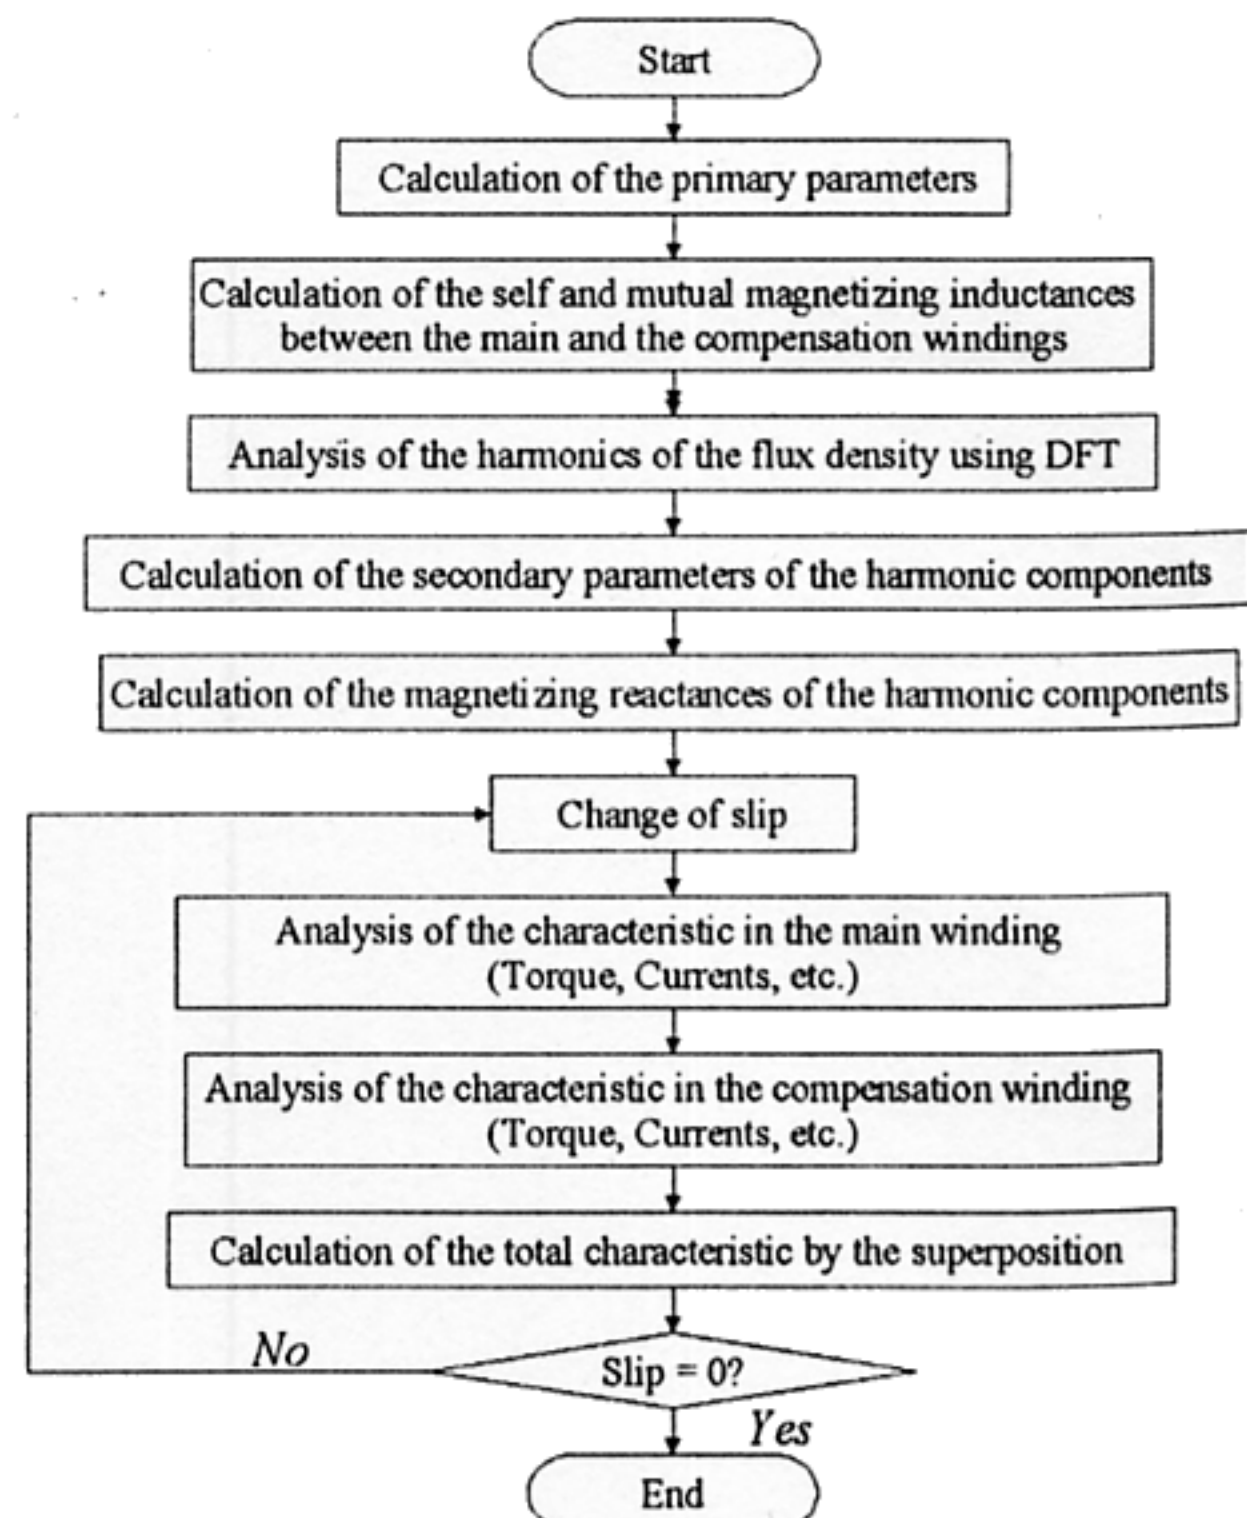 Start
Calculation of the primary parameters
Calculation of the self and mutual magnetizing inductances
between the main and the compensation windings
Analysis of the harmonics of the flux density using DFT
Calculation of the secondary parameters of the harmonic components
Calculation of the magnetizing reactances of the harmonic components
Change of slip
Analysis of the characteristic in the main winding
(Torque, Currents, etc.)
Analysis of the characteristic in the compensation winding
(Torque, Currents, etc.)
Calculation of the total characteristic by the superposition
No
Slip = 0?
Yes
End